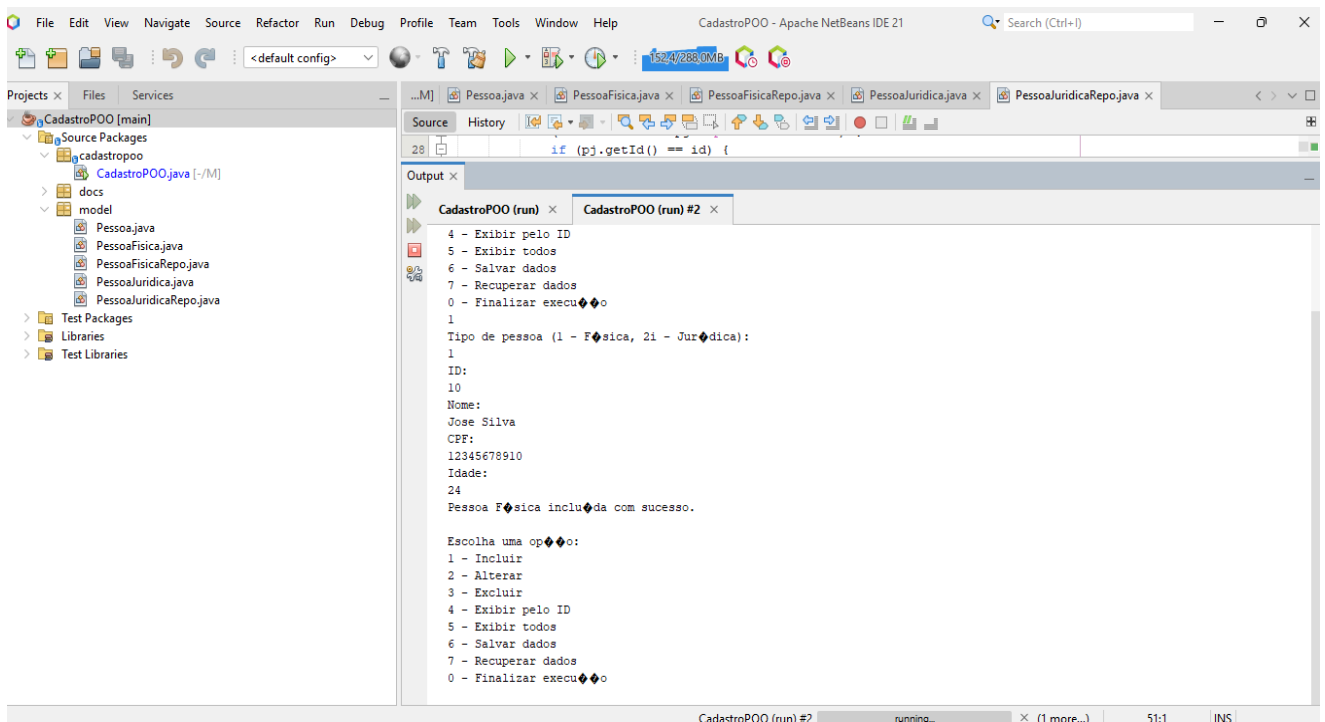 File Edit View Navigate Source Refactor Run Debug Profile Team Tools Window Help CadastroPOO - Apache NetBeans IDE 21 Search (Ctrl+I)
<default config> 152,4/288,0MB
Projects Files Services
...M] Pessoa.java PessoaFisica.java PessoaFisicaRepo.java PessoaJuridica.java PessoaJuridicaRepo.java
CadastroPOO [main]
Source Packages
cadastropoo
CadastroPOO.java [-/M]
docs
model
Pessoa.java
PessoaFisica.java
PessoaFisicaRepo.java
PessoaJuridica.java
PessoaJuridicaRepo.java
Test Packages
Libraries
Test Libraries
Source History
28 if (pj.getId() == id) {
Output
CadastroPOO (run) CadastroPOO (run) #2
4 - Exibir pelo ID
5 - Exibir todos
6 - Salvar dados
7 - Recuperar dados
0 - Finalizar execu��o
1
Tipo de pessoa (1 - F�sica, 2i - Jur�dica):
1
ID:
10
Nome:
Jose Silva
CPF:
12345678910
Idade:
24
Pessoa F�sica inclu�da com sucesso.
Escolha uma op��o:
1 - Incluir
2 - Alterar
3 - Excluir
4 - Exibir pelo ID
5 - Exibir todos
6 - Salvar dados
7 - Recuperar dados
0 - Finalizar execu��o
CadastroPOO (run) #2 running... (1 more...) 51:1 INS